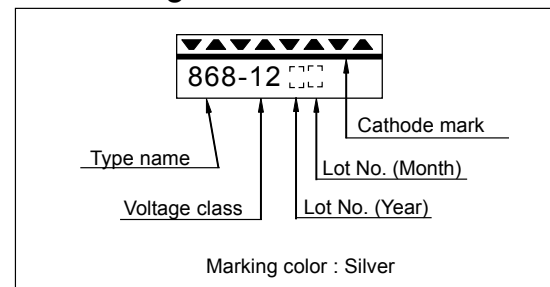 868-12
Cathode mark
Type name
Lot No. (Month)
Voltage class
Lot No. (Year)
Marking color : Silver